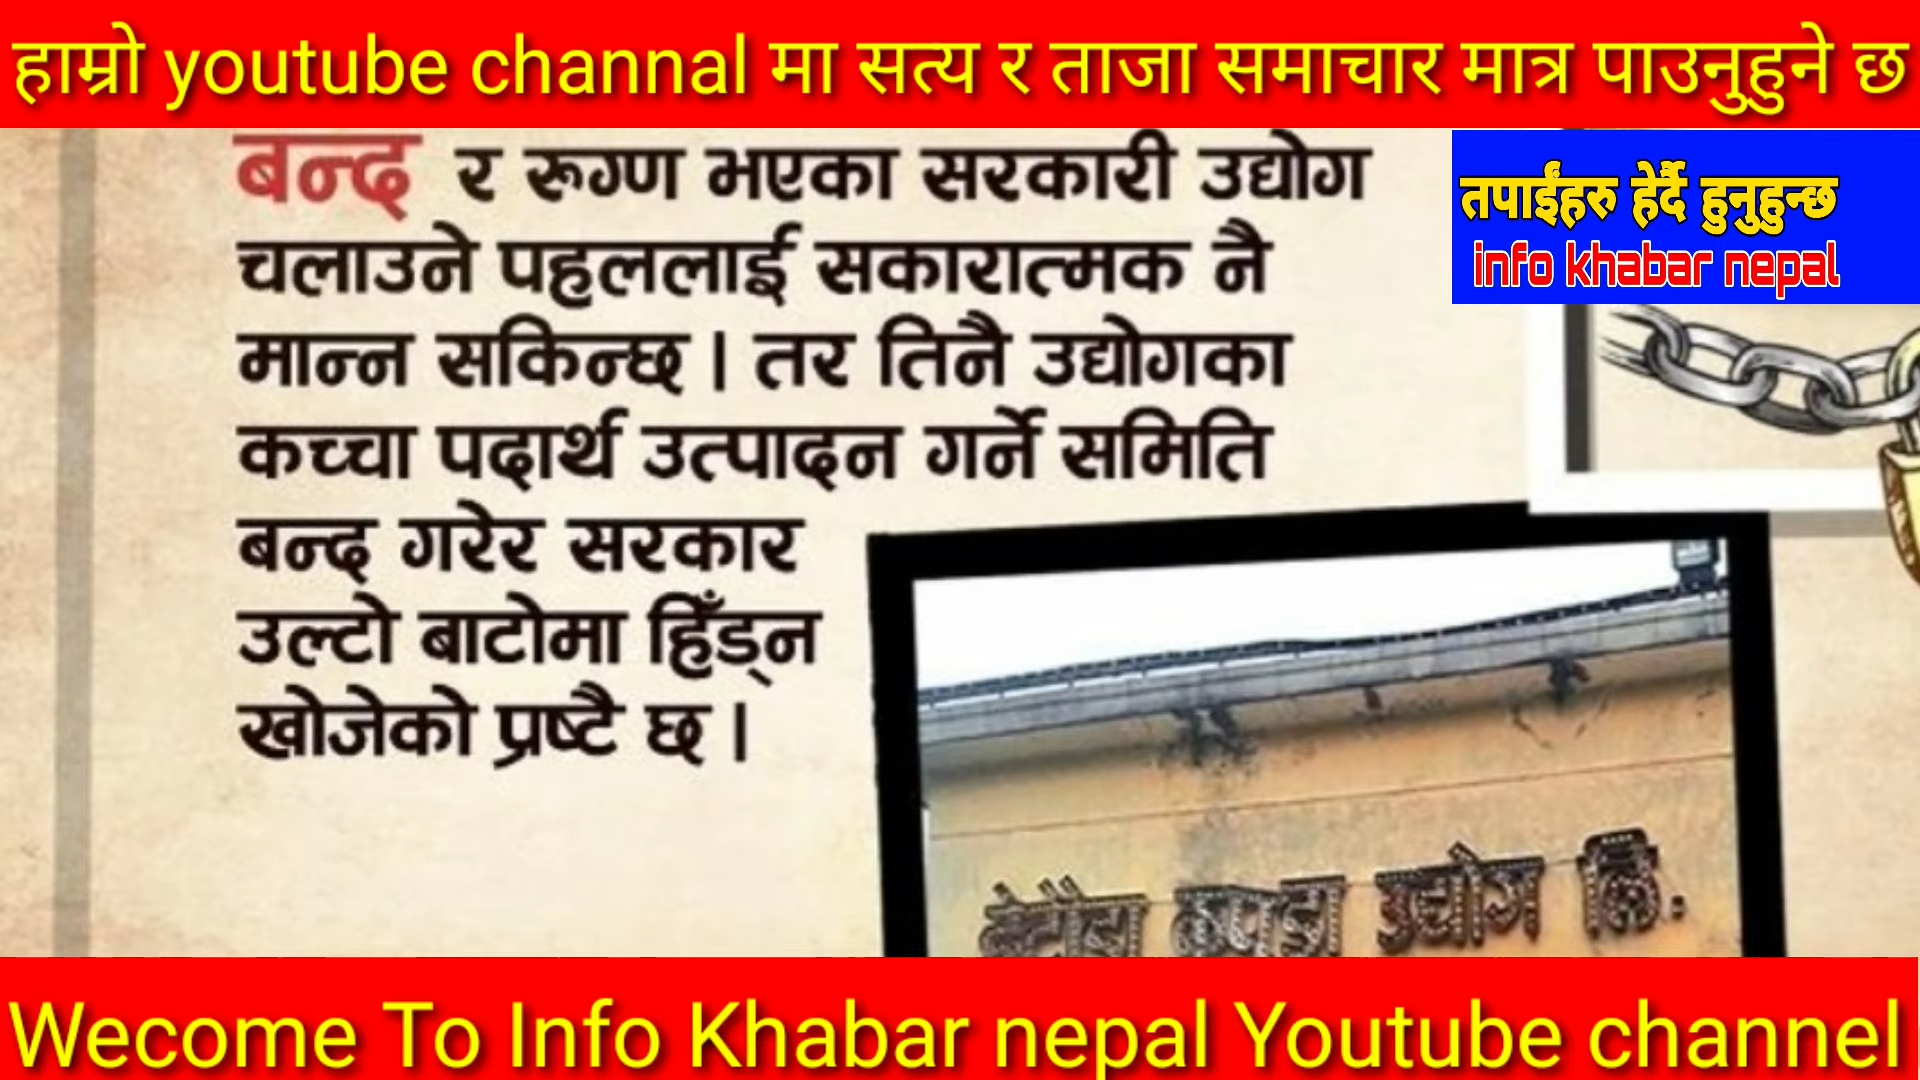 हाम्रो youtube channal मा सत्य र ताजा समाचार मात्र पाउनुहुने छ
बन्द र रूग्ण भएका सरकारी उद्योग
चलाउने पहललाई सकारात्मक नै
मान्न सकिन्छ । तर तिनै उद्योगका
कच्चा पदार्थ उत्पादन गर्ने समिति
बन्द गरेर सरकार
उल्टो बाटोमा हिँड्न
खोजेको प्रष्टै छ ।
तपाईंहरु हेर्दै हुनुहुन्छ
info khabar nepal
हेटौंडा कपडा उद्योग लि.
Wecome To Info Khabar nepal Youtube channel